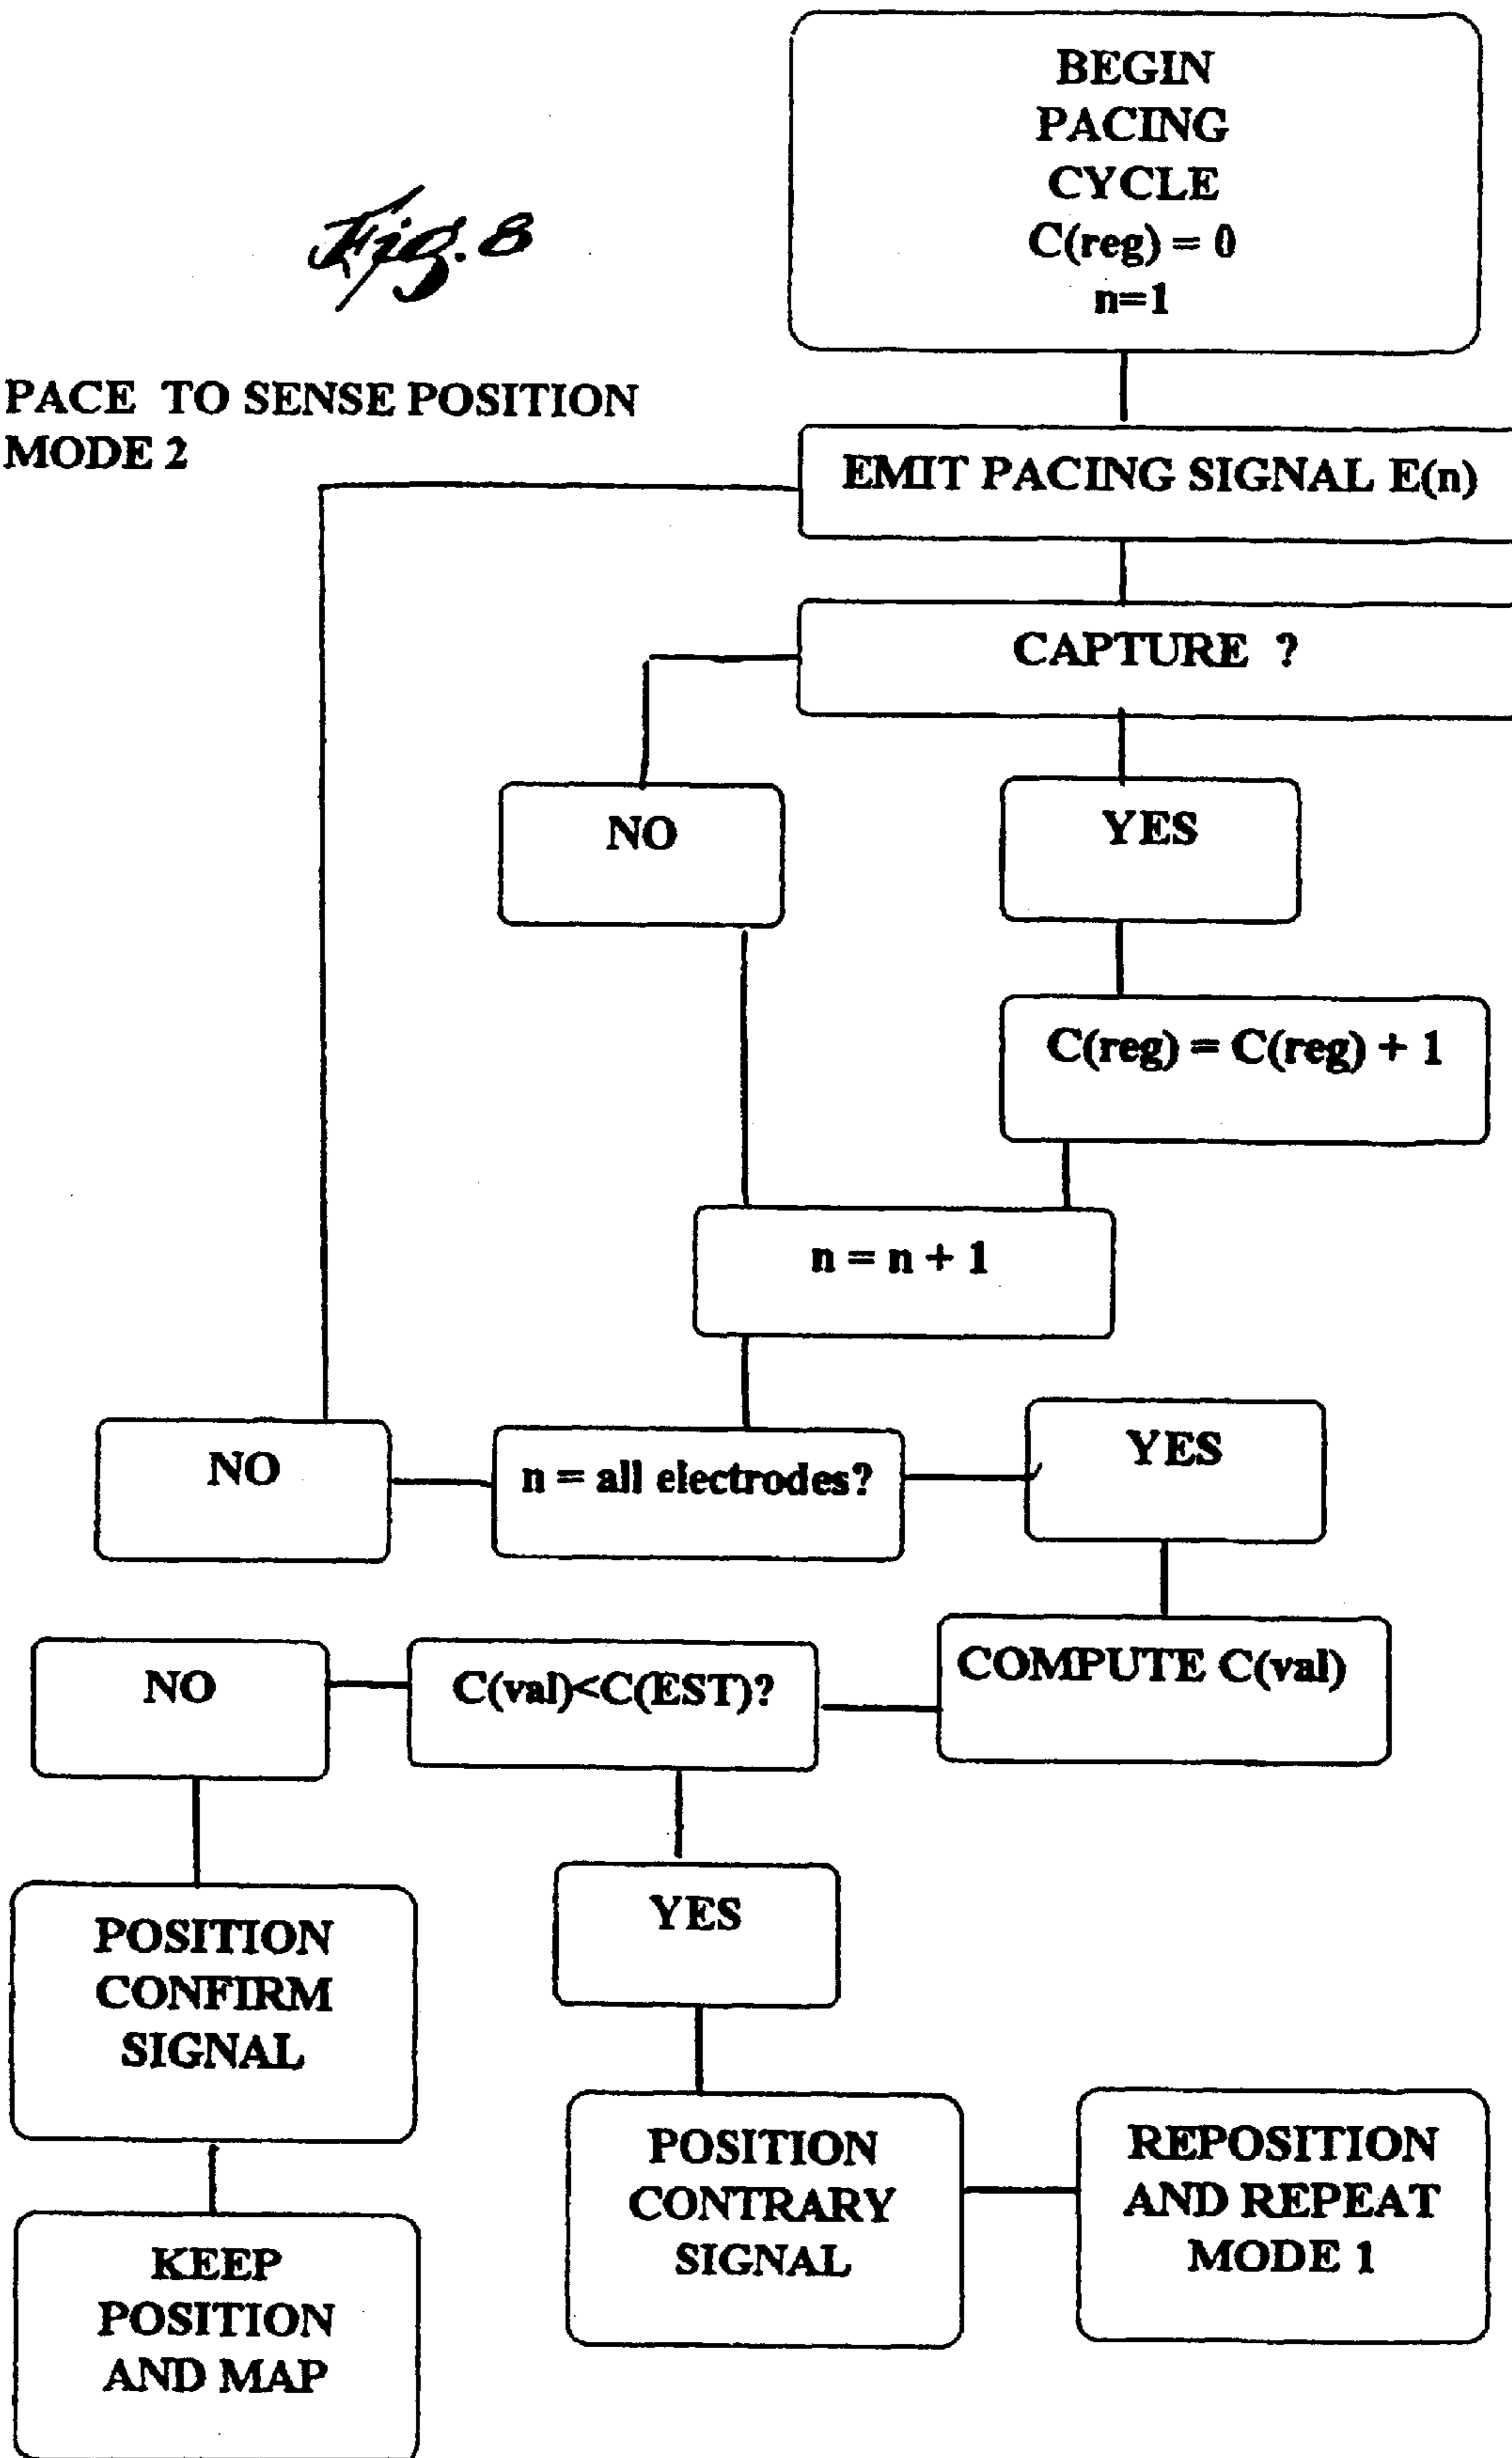 BEGIN
PACING
CYCLE
C(reg) = 0
n=1
Fig. 8
PACE TO SENSE POSITION
MODE 2
EMIT PACING SIGNAL E(n)
CAPTURE ?
NO
YES
C(reg) = C(reg) + 1
n = n + 1
NO
n = all electrodes?
YES
COMPUTE C(val)
C(val)<C(EST)?
NO
YES
POSITION
CONFIRM
SIGNAL
POSITION
CONTRARY
SIGNAL
REPOSITION
AND REPEAT
MODE 1
KEEP
POSITION
AND MAP